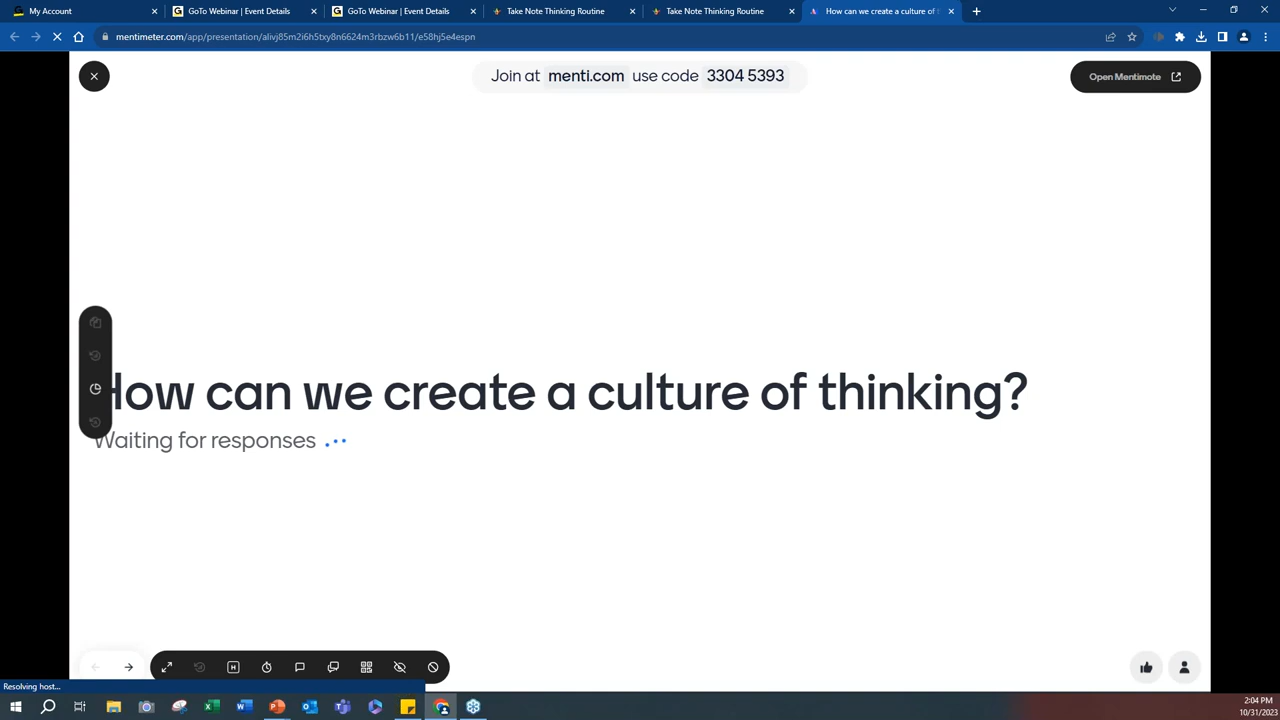 My Account
GoTo Webinar | Event Details
GoTo Webinar | Event Details
Take Note Thinking Routine
Take Note Thinking Routine
How can we create a culture of
mentimeter.com/app/presentation/alivj85m2i6h5txy8n6624m3rbzw6b11/e58hj5e4espn
Join at menti.com use code 3304 5393
Open Mentimote
How can we create a culture of thinking?
Waiting for responses
Resolving host...
2:04 PM
10/31/2023